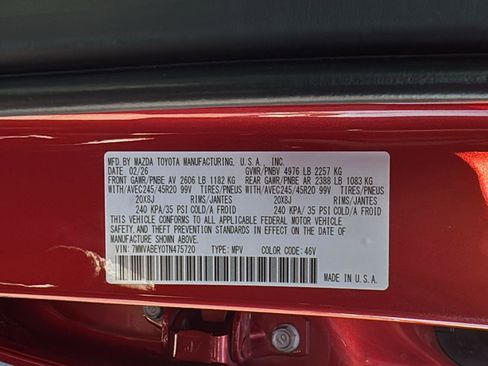 MFD. BY MAZDA TOYOTA MANUFACTURING, U.S.A., INC.
DATE 02/26 GVWR/PNBV 4976 LB 2257 KG
FRONT GAWR/PNBE AV 2606 LB 1182 KG REAR GAWR/PNBE AR 2388 LB 1083 KG
WITH/AVEC245/45R20 99V TIRES/PNEUS WITH/AVEC245/45R20 99V TIRES/PNEUS
20X8J RIMS/JANTES 20X8J RIMS/JANTES
240 KPA/35 PSI COLD/A FROID 240 KPA/35 PSI COLD/A FROID
THIS VEHICLE CONFORMS TO ALL APPLICABLE FEDERAL MOTOR VEHICLE
SAFETY AND THEFT PREVENTION STANDARDS IN EFFECT ON THE DATE OF
MANUFACTURE SHOWN ABOVE.
VIN: 7MMVABEY0TN475720 TYPE: MPV COLOR CODE: 46V
MADE IN U.S.A.